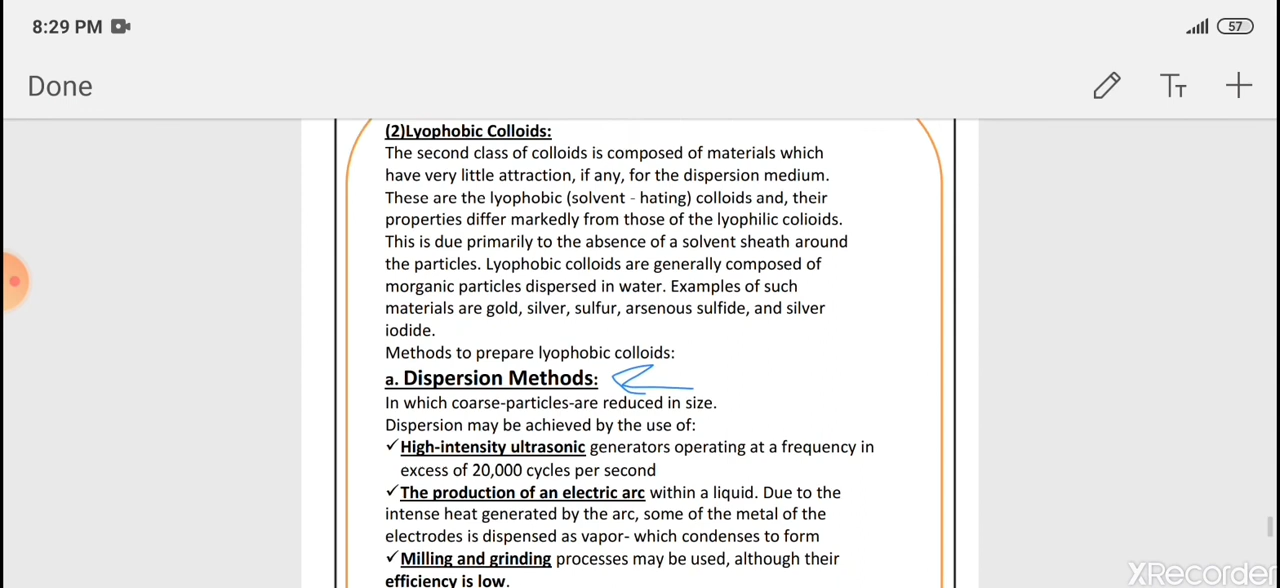 8:29 PM
57
Done
TT
(2)Lyophobic Colloids:
The second class of colloids is composed of materials which
have very little attraction, if any, for the dispersion medium.
These are the lyophobic (solvent - hating) colloids and, their
properties differ markedly from those of the lyophilic colioids.
This is due primarily to the absence of a solvent sheath around
the particles. Lyophobic colloids are generally composed of
morganic particles dispersed in water. Examples of such
materials are gold, silver, sulfur, arsenous sulfide, and silver
iodide.
Methods to prepare lyophobic colloids:
a. Dispersion Methods:
In which coarse-particles-are reduced in size.
Dispersion may be achieved by the use of:
✓High-intensity ultrasonic generators operating at a frequency in
excess of 20,000 cycles per second
✓The production of an electric arc within a liquid. Due to the
intense heat generated by the arc, some of the metal of the
electrodes is dispensed as vapor- which condenses to form
✓Milling and grinding processes may be used, although their
efficiency is low.
XRecorder